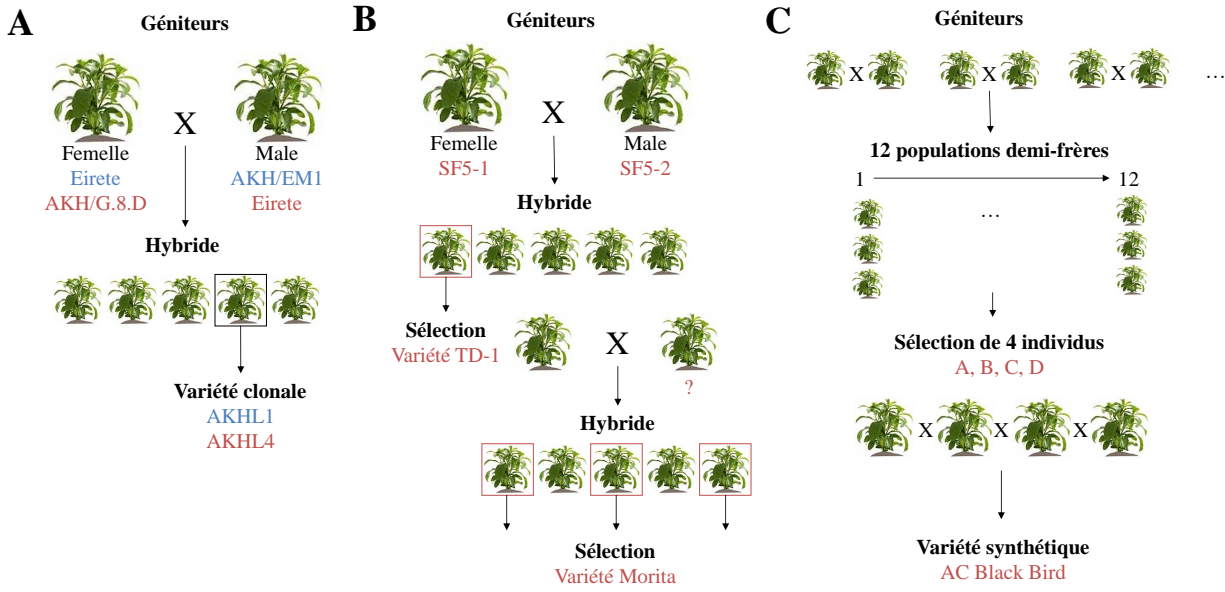 A
Géniteurs
X
Femelle
Male
Eirete
AKH/EM1
AKH/G.8.D
Eirete
Hybride
Variété clonale
AKHL1
AKHL4
B
Géniteurs
X
Femelle
Male
SF5-1
SF5-2
Hybride
Sélection
Variété TD-1
X
?
Hybride
Sélection
Variété Morita
C
Géniteurs
X X X …
12 populations demi-frères
1 12
…
Sélection de 4 individus
A, B, C, D
X X X
Variété synthétique
AC Black Bird